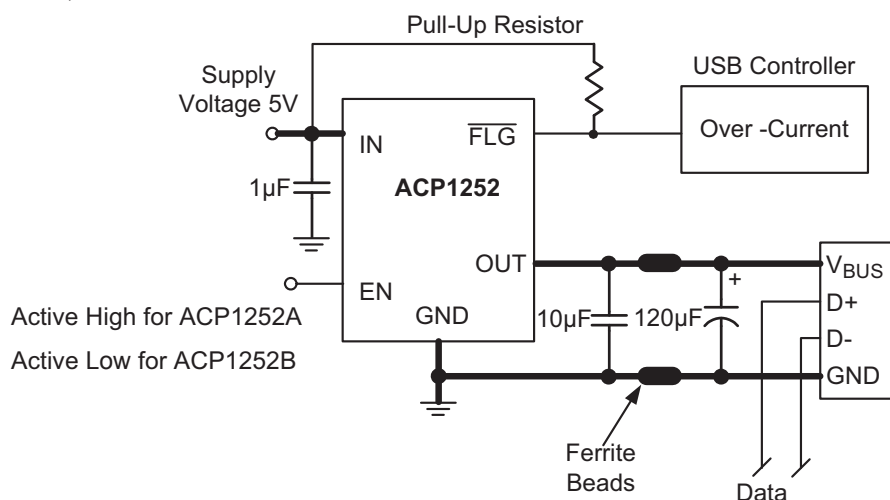 Pull-Up Resistor
Supply
Voltage 5V
USB Controller
IN
FLG
Over -Current
1µF
ACP1252
OUT
EN
GND
10µF
120µF
+
VBUS
D+
D-
GND
Active High for ACP1252A
Active Low for ACP1252B
Ferrite
Beads
Data